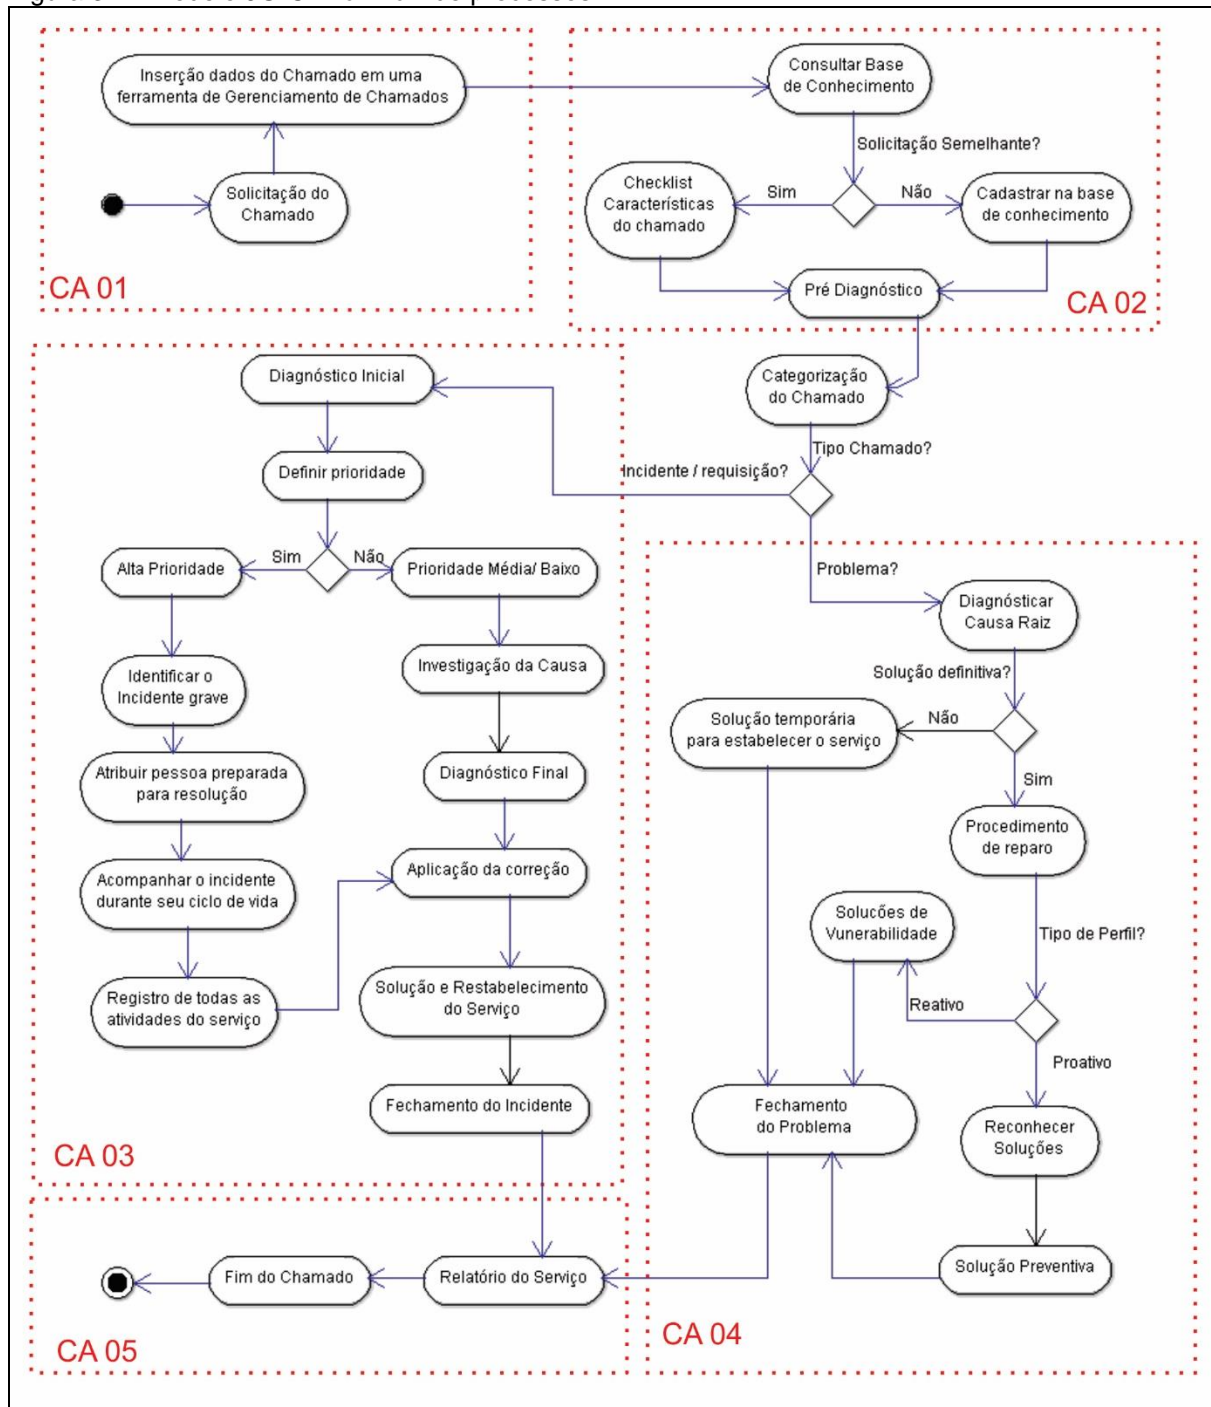 Inserção dados do Chamado em uma
ferramenta de Gerenciamento de Chamados
Solicitação do
Chamado
CA 01
Consultar Base
de Conhecimento
Solicitação Semelhante?
Checklist
Características
do chamado
Sim
Não
Cadastrar na base
de conhecimento
Pré Diagnóstico
CA 02
Categorização
do Chamado
Tipo Chamado?
Incidente / requisição?
Problema?
Diagnóstico Inicial
Definir prioridade
Sim
Não
Alta Prioridade
Prioridade Média/ Baixo
Identificar o
Incidente grave
Investigação da Causa
Atribuir pessoa preparada
para resolução
Diagnóstico Final
Acompanhar o incidente
durante seu ciclo de vida
Aplicação da correção
Registro de todas as
atividades do serviço
Solução e Restabelecimento
do Serviço
Fechamento do Incidente
CA 03
Diagnósticar
Causa Raiz
Solução definitiva?
Não
Solução temporária
para estabelecer o serviço
Sim
Procedimento
de reparo
Tipo de Perfil?
Solucões de
Vunerabilidade
Reativo
Proativo
Fechamento
do Problema
Reconhecer
Soluções
Solução Preventiva
CA 04
Relatório do Serviço
Fim do Chamado
CA 05